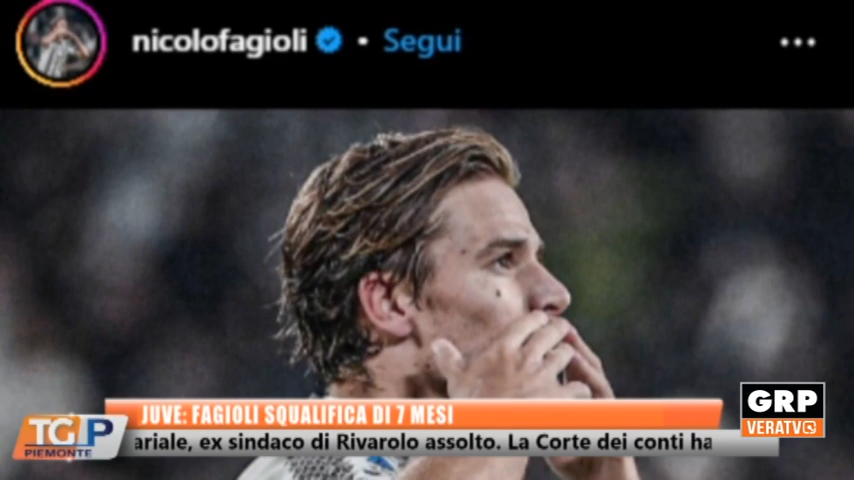 nicolofagioli • Segui
JUVE: FAGIOLI SQUALIFICA DI 7 MESI
ariale, ex sindaco di Rivarolo assolto. La Corte dei conti ha
TGP
PIEMONTE
GRP
VERATV